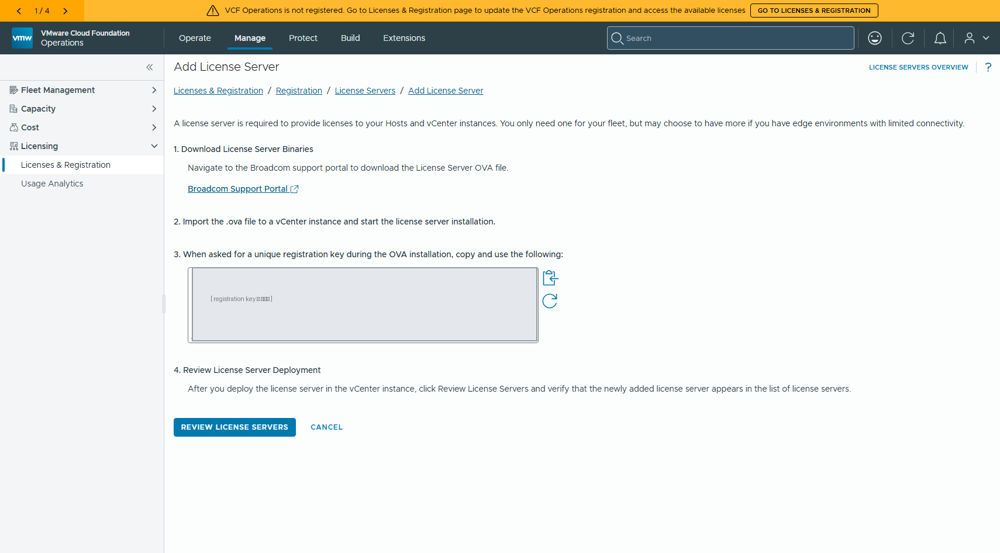 1 / 4
VCF Operations is not registered. Go to Licenses & Registration page to update the VCF Operations registration and access the available licenses
GO TO LICENSES & REGISTRATION
vmw
VMware Cloud Foundation
Operations
Operate
Manage
Protect
Build
Extensions
Search
Fleet Management
Capacity
Cost
Licensing
Licenses & Registration
Usage Analytics
Add License Server
LICENSE SERVERS OVERVIEW
?
Licenses & Registration / Registration / License Servers / Add License Server
A license server is required to provide licenses to your Hosts and vCenter instances. You only need one for your fleet, but may choose to have more if you have edge environments with limited connectivity.
1. Download License Server Binaries
Navigate to the Broadcom support portal to download the License Server OVA file.
Broadcom Support Portal
2. Import the .ova file to a vCenter instance and start the license server installation.
3. When asked for a unique registration key during the OVA installation, copy and use the following:
[ registration key ]
4. Review License Server Deployment
After you deploy the license server in the vCenter instance, click Review License Servers and verify that the newly added license server appears in the list of license servers.
REVIEW LICENSE SERVERS
CANCEL